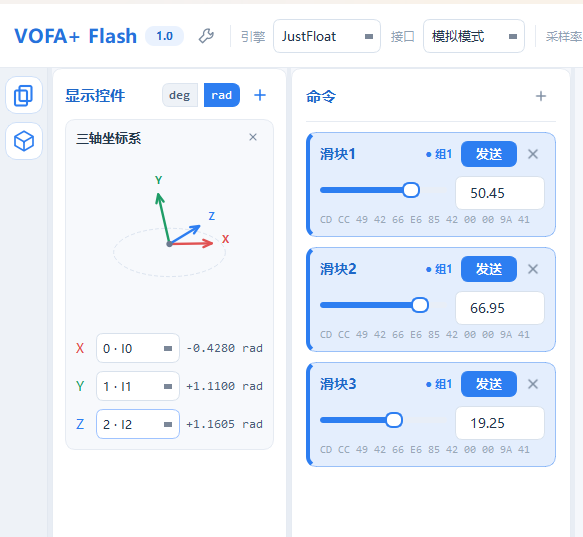 VOFA+ Flash 1.0 引擎 JustFloat 接口 模拟模式 采样率
显示控件 deg rad +
三轴坐标系 ×
Y
Z
X
X 0 · I0 -0.4280 rad
Y 1 · I1 +1.1100 rad
Z 2 · I2 +1.1605 rad
命令 +
滑块1 组1 发送 ×
50.45
CD CC 49 42 66 E6 85 42 00 00 9A 41
滑块2 组1 发送 ×
66.95
CD CC 49 42 66 E6 85 42 00 00 9A 41
滑块3 组1 发送 ×
19.25
CD CC 49 42 66 E6 85 42 00 00 9A 41